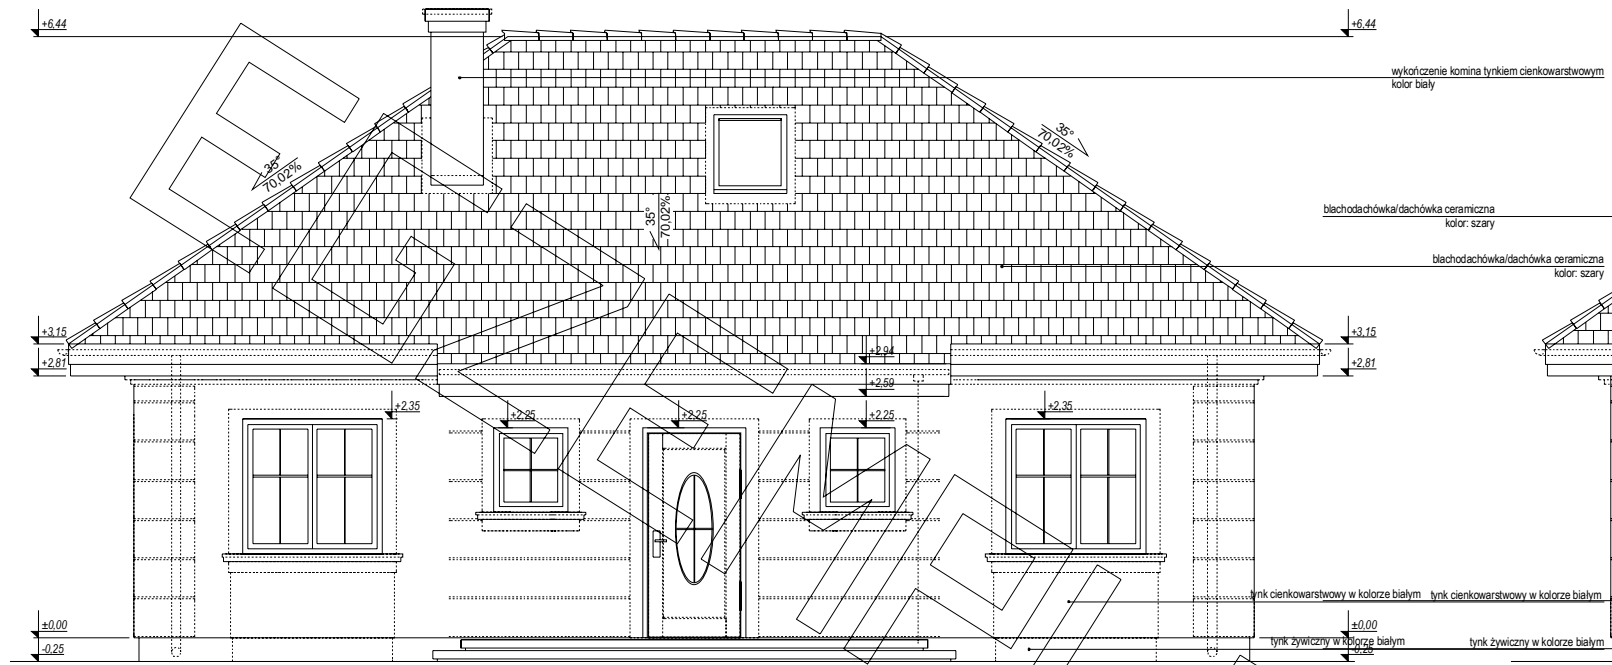 +6,44
+6,44
wykończenie komina tynkiem cienkowarstwowym
kolor biały
35°
70,02%
35°
70,02%
35°
70,02%
blachodachówka/dachówka ceramiczna
kolor: szary
blachodachówka/dachówka ceramiczna
kolor: szary
+3,15
+3,15
+2,81
+2,94
+2,81
+2,59
+2,35
+2,25
+2,25
+2,25
+2,35
tynk cienkowarstwowy w kolorze białym
tynk cienkowarstwowy w kolorze białym
±0,00
±0,00
-0,25
tynk żywiczny w kolorze białym
-0,25
tynk żywiczny w kolorze białym